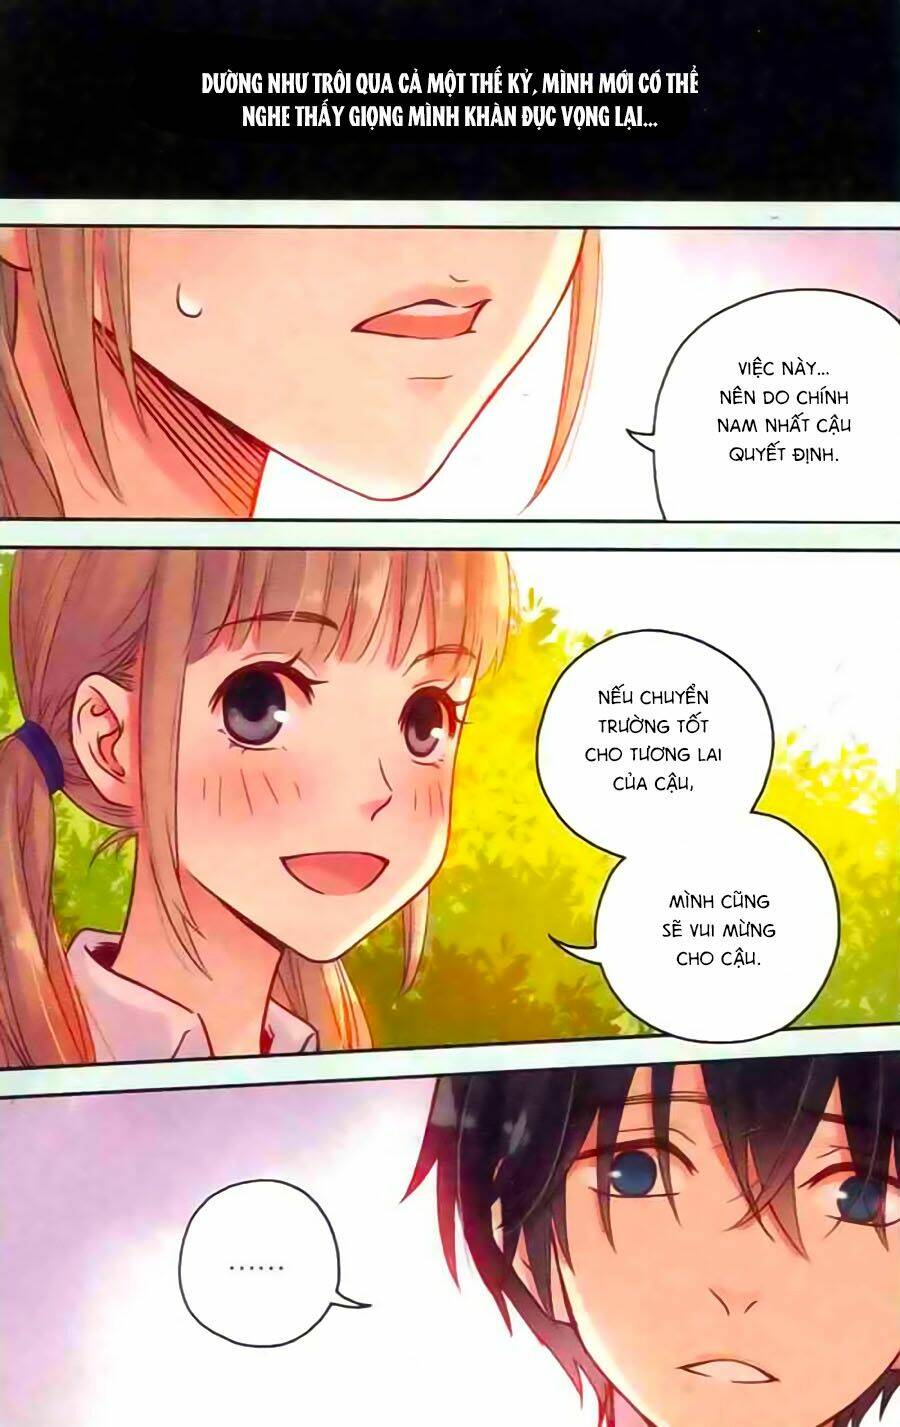 DƯỜNG NHƯ TRÔI QUA CẢ MỘT THẾ KỶ, MÌNH MỚI CÓ THỂ
NGHE THẤY GIỌNG MÌNH KHÀN ĐỤC VỌNG LẠI...
VIỆC NÀY...
NÊN DO CHÍNH
NAM NHẤT CẬU
QUYẾT ĐỊNH.
NẾU CHUYỂN
TRƯỜNG TỐT
CHO TƯƠNG LAI
CỦA CẬU,
MÌNH CŨNG
SẼ VUI MỪNG
CHO CẬU.
......